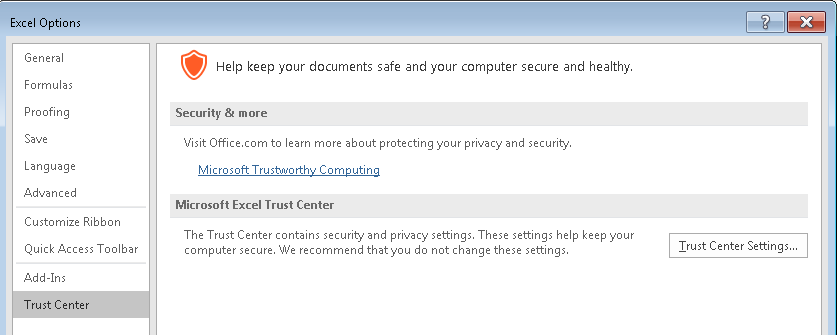 Excel Options
?
General
Formulas
Proofing
Save
Language
Advanced
Customize Ribbon
Quick Access Toolbar
Add-Ins
Trust Center
Help keep your documents safe and your computer secure and healthy.
Security & more
Visit Office.com to learn more about protecting your privacy and security.
Microsoft Trustworthy Computing
Microsoft Excel Trust Center
The Trust Center contains security and privacy settings. These settings help keep your
computer secure. We recommend that you do not change these settings.
Trust Center Settings...